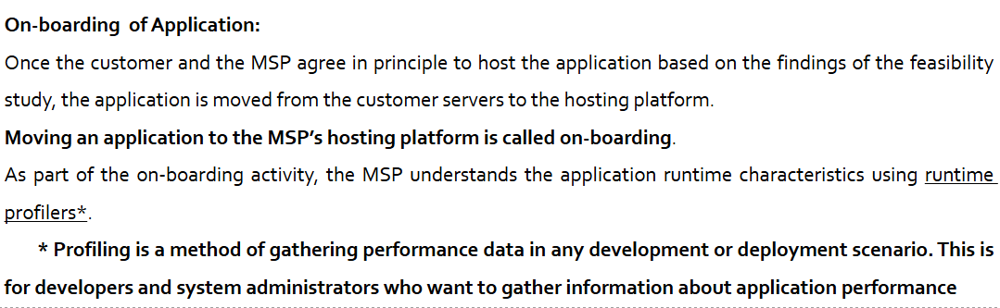 On-boarding of Application:
Once the customer and the MSP agree in principle to host the application based on the findings of the feasibility
study, the application is moved from the customer servers to the hosting platform.
Moving an application to the MSP’s hosting platform is called on-boarding.
As part of the on-boarding activity, the MSP understands the application runtime characteristics using runtime
profilers*.
* Profiling is a method of gathering performance data in any development or deployment scenario. This is
for developers and system administrators who want to gather information about application performance